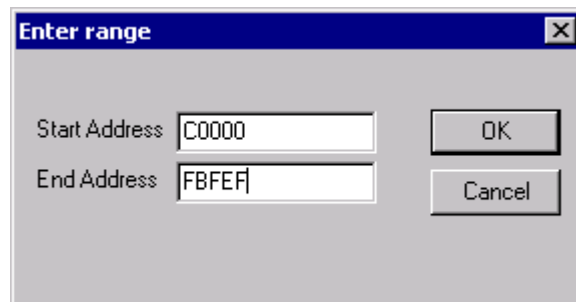 Enter range
Start Address C0000 OK
End Address FBFEF Cancel